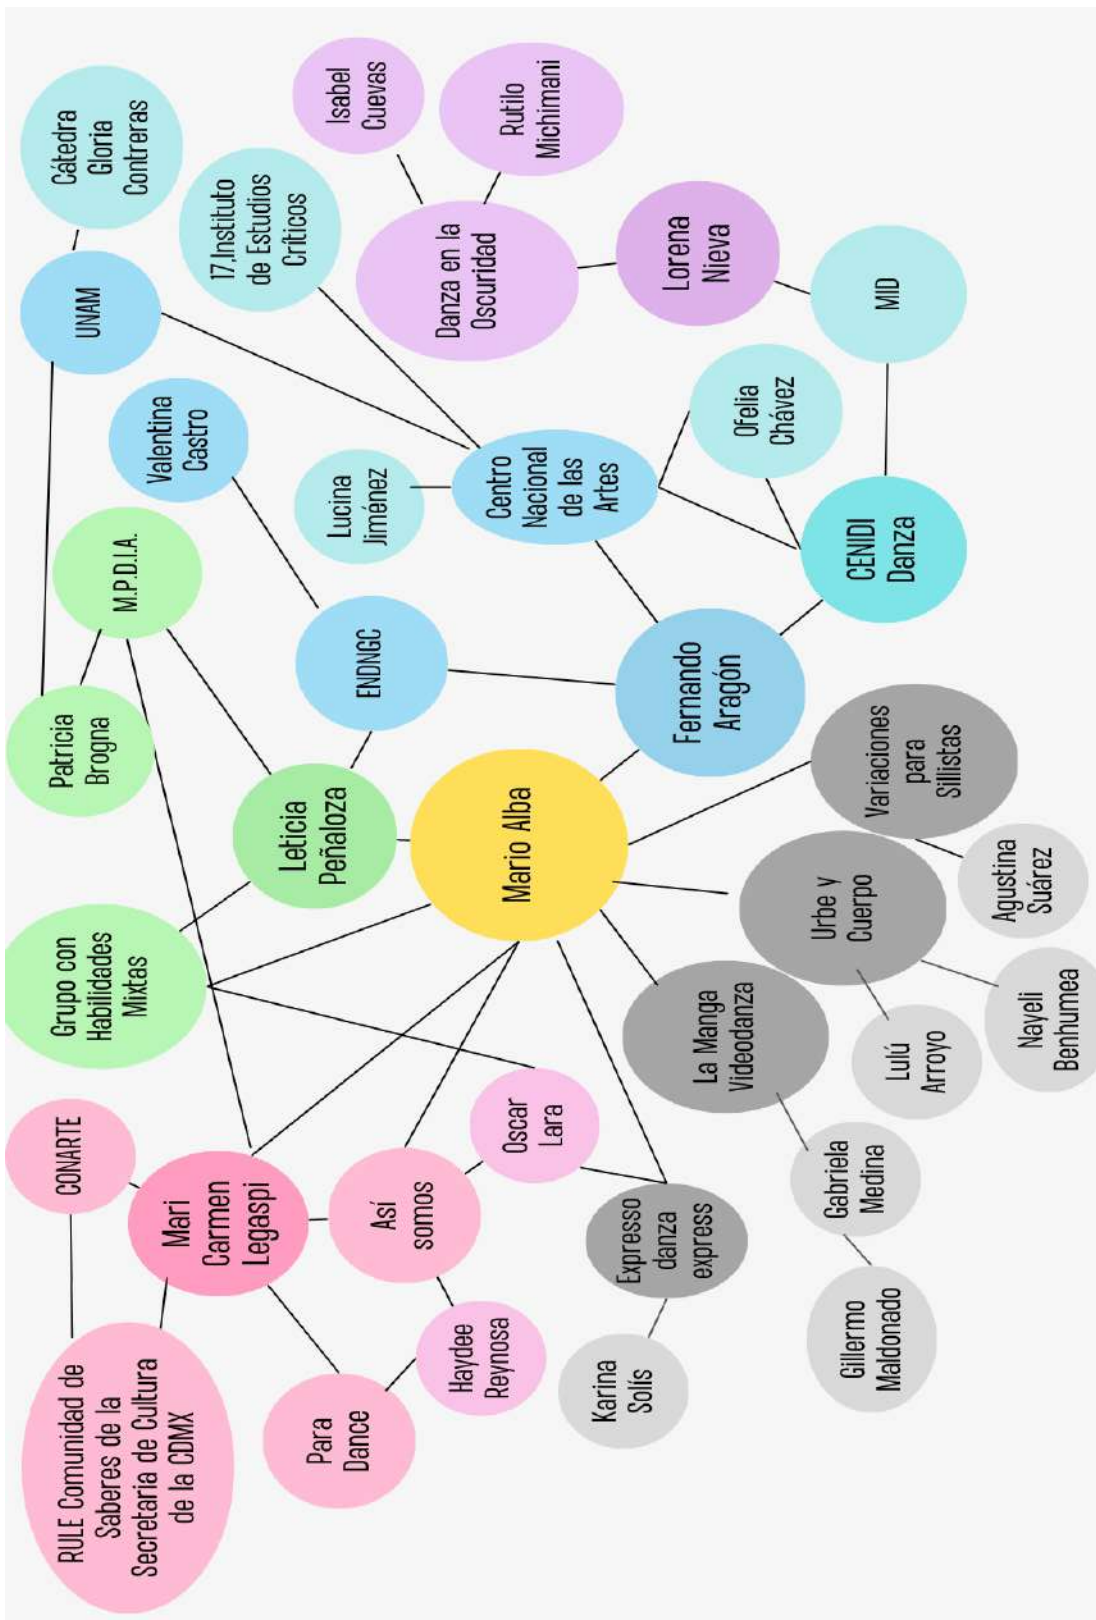 RULE Comunidad de
Saberes de la
Secretaria de Cultura
de la CDMX
CONARTE
Grupo con
Habilidades
Mixtas
Patricia
Brogna
M.P.D.I.A.
UNAM
Cátedra
Gloria
Contreras
Mari
Carmen
Legaspi
Valentina
Castro
17,Instituto
de Estudios
Críticos
Para
Dance
Así
somos
Leticia
Peñaloza
ENDNGC
Lucina
Jiménez
Isabel
Cuevas
Haydee
Reynosa
Oscar
Lara
Mario Alba
Centro
Nacional
de las
Artes
Danza en la
Oscuridad
Rutilo
Michimani
Karina
Solís
Expresso
danza
express
Fernando
Aragón
Lorena
Nieva
La Manga
Videodanza
Ofelia
Chávez
Gillermo
Maldonado
Gabriela
Medina
Urbe y
Cuerpo
Variaciones
para
Sillistas
CENIDI
Danza
MID
Lulú
Arroyo
Nayeli
Benhumea
Agustina
Suárez